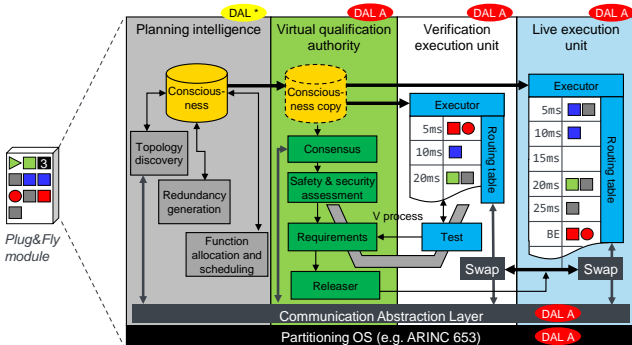 DAL *
DAL A
DAL A
DAL A
Planning intelligence
Virtual qualification
authority
Verification
execution unit
Live execution
unit
Conscious-
ness
Conscious-
ness copy
Topology
discovery
Redundancy
generation
Function
allocation and
scheduling
Consensus
Safety & security
assessment
V process
Requirements
Releaser
Executor
5ms
10ms
20ms
Routing table
Test
Swap
Executor
5ms
10ms
15ms
20ms
25ms
BE
Routing table
Swap
3
Plug&Fly
module
Communication Abstraction Layer
DAL A
Partitioning OS (e.g. ARINC 653)
DAL A